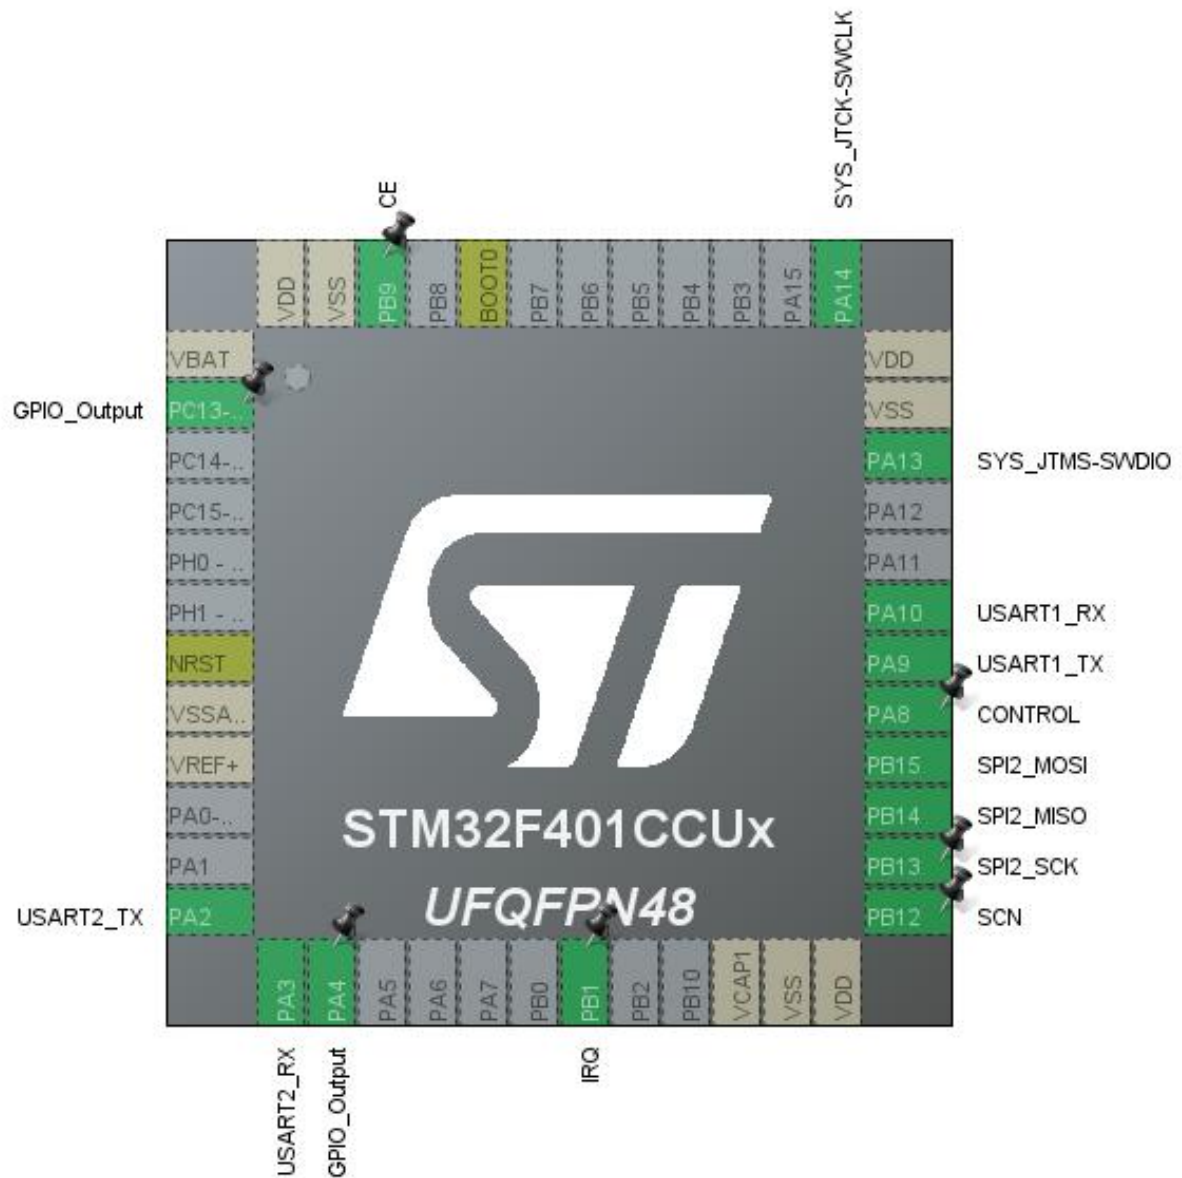 SYS_JTCK-SWCLK
CE
VDD
VSS
PB9
PB8
BOOT0
PB7
PB6
PB5
PB4
PB3
PA15
PA14
VBAT
VDD
GPIO_Output
PC13-..
VSS
PC14-..
PA13
SYS_JTMS-SWDIO
PC15-..
PA12
PH0 - ..
PA11
PH1 - ..
PA10
USART1_RX
NRST
PA9
USART1_TX
VSSA..
PA8
CONTROL
VREF+
PB15
SPI2_MOSI
PA0-..
PB14
SPI2_MISO
PA1
PB13
SPI2_SCK
USART2_TX
PA2
PB12
SCN
ST
STM32F401CCUx
UFQFPN48
PA3
PA4
PA5
PA6
PA7
PB0
PB1
PB2
PB10
VCAP1
VSS
VDD
USART2_RX
GPIO_Output
IRQ